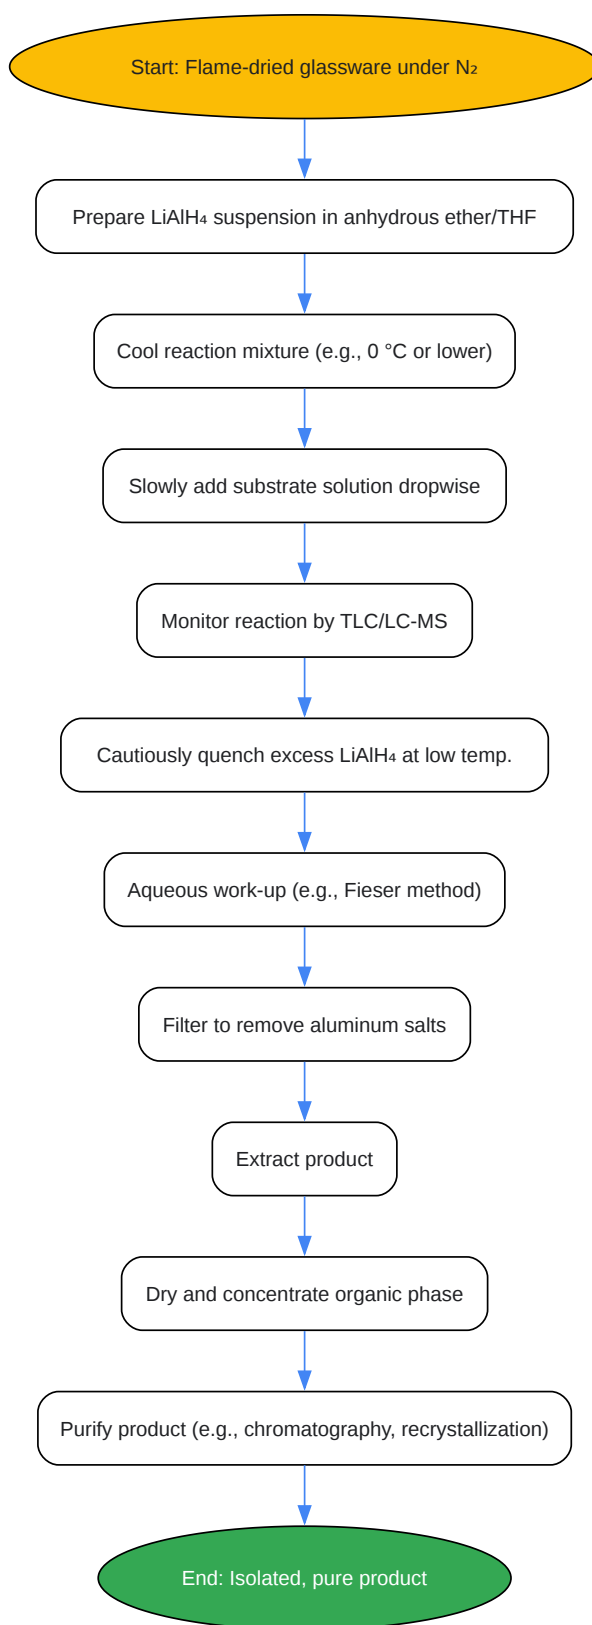 Start: Flame-dried glassware under N₂
Prepare LiAlH₄ suspension in anhydrous ether/THF
Cool reaction mixture (e.g., 0 °C or lower)
Slowly add substrate solution dropwise
Monitor reaction by TLC/LC-MS
Cautiously quench excess LiAlH₄ at low temp.
Aqueous work-up (e.g., Fieser method)
Filter to remove aluminum salts
Extract product
Dry and concentrate organic phase
Purify product (e.g., chromatography, recrystallization)
End: Isolated, pure product